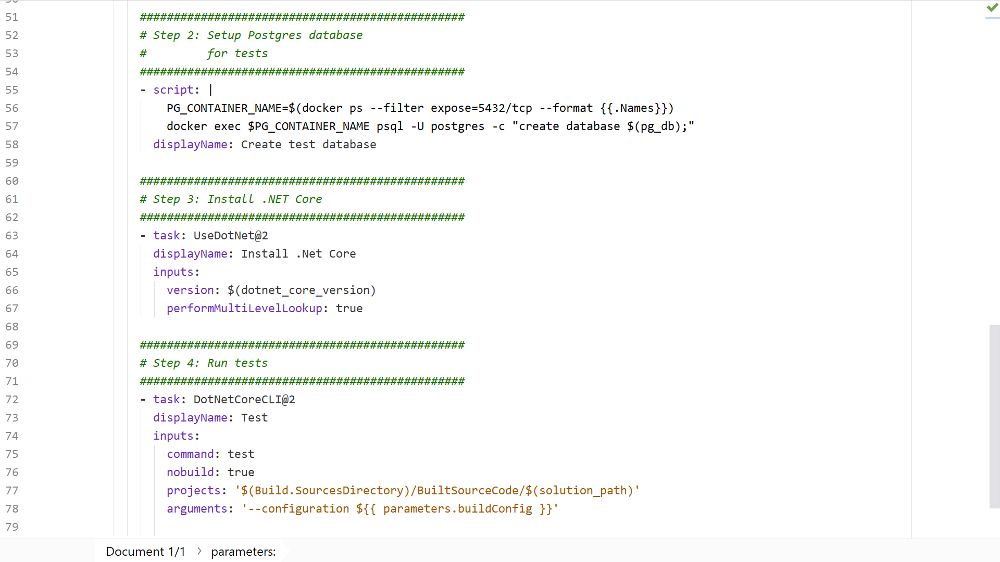 51 ################################################
52 # Step 2: Setup Postgres database
53 #         for tests
54 ################################################
55 - script: |
56     PG_CONTAINER_NAME=$(docker ps --filter expose=5432/tcp --format {{.Names}})
57     docker exec $PG_CONTAINER_NAME psql -U postgres -c "create database $(pg_db);"
58   displayName: Create test database
59
60 ################################################
61 # Step 3: Install .NET Core
62 ################################################
63 - task: UseDotNet@2
64   displayName: Install .Net Core
65   inputs:
66     version: $(dotnet_core_version)
67     performMultiLevelLookup: true
68
69 ################################################
70 # Step 4: Run tests
71 ################################################
72 - task: DotNetCoreCLI@2
73   displayName: Test
74   inputs:
75     command: test
76     nobuild: true
77     projects: '$(Build.SourcesDirectory)/BuiltSourceCode/$(solution_path)'
78     arguments: '--configuration ${{ parameters.buildConfig }}'
79
Document 1/1 > parameters: